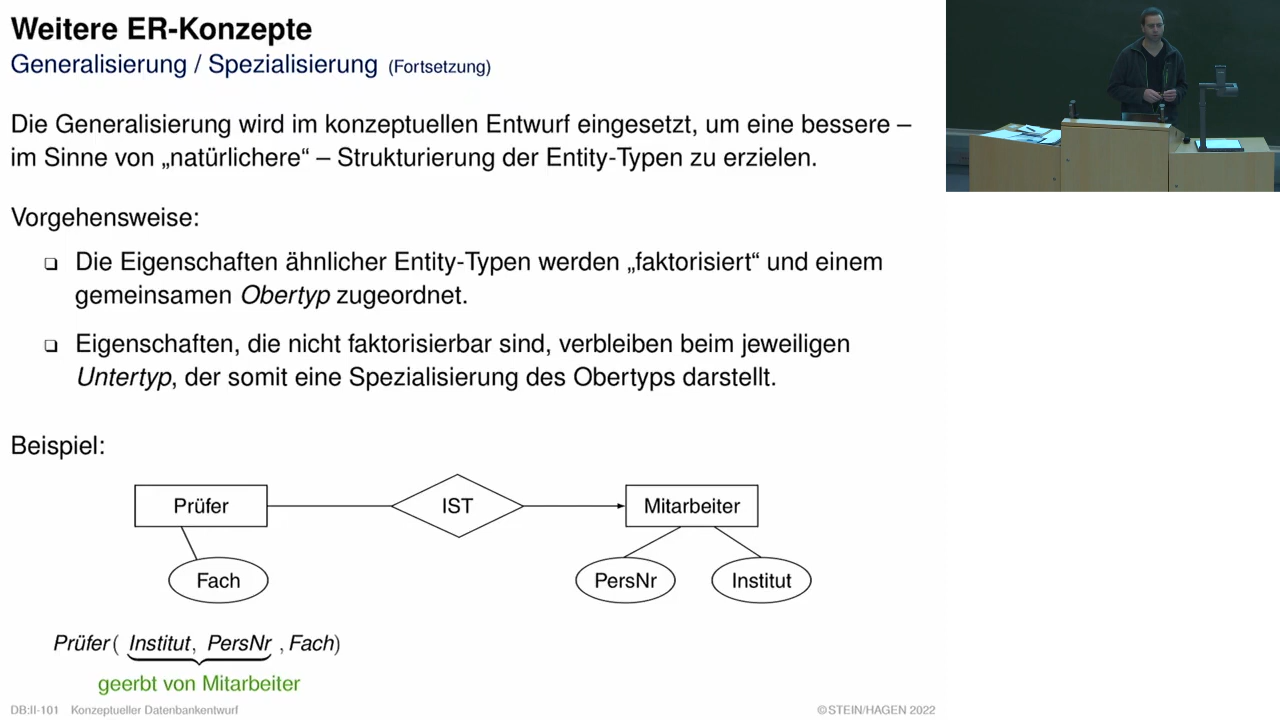 Weitere ER-Konzepte
Generalisierung / Spezialisierung (Fortsetzung)
Die Generalisierung wird im konzeptuellen Entwurf eingesetzt, um eine bessere –
im Sinne von „natürlichere“ – Strukturierung der Entity-Typen zu erzielen.
Vorgehensweise:
❑ Die Eigenschaften ähnlicher Entity-Typen werden „faktorisiert“ und einem
gemeinsamen Obertyp zugeordnet.
❑ Eigenschaften, die nicht faktorisierbar sind, verbleiben beim jeweiligen
Untertyp, der somit eine Spezialisierung des Obertyps darstellt.
Beispiel:
Prüfer IST Mitarbeiter
Fach PersNr Institut
Prüfer( Institut, PersNr , Fach)
geerbt von Mitarbeiter
DB:II-101 Konzeptueller Datenbankentwurf ©STEIN/HAGEN 2022